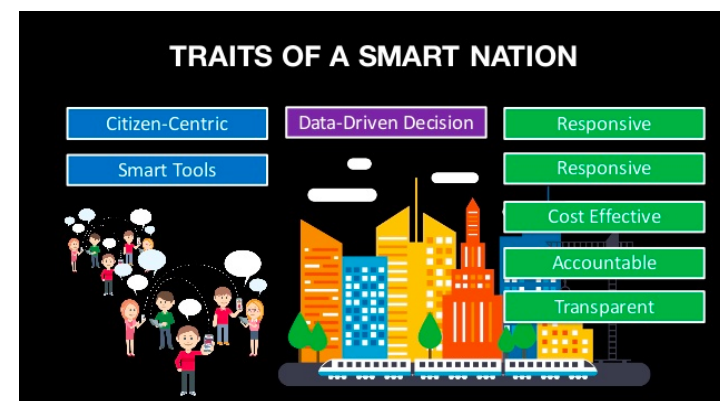 TRAITS OF A SMART NATION
Citizen-Centric
Smart Tools
Data-Driven Decision
Responsive
Responsive
Cost Effective
Accountable
Transparent